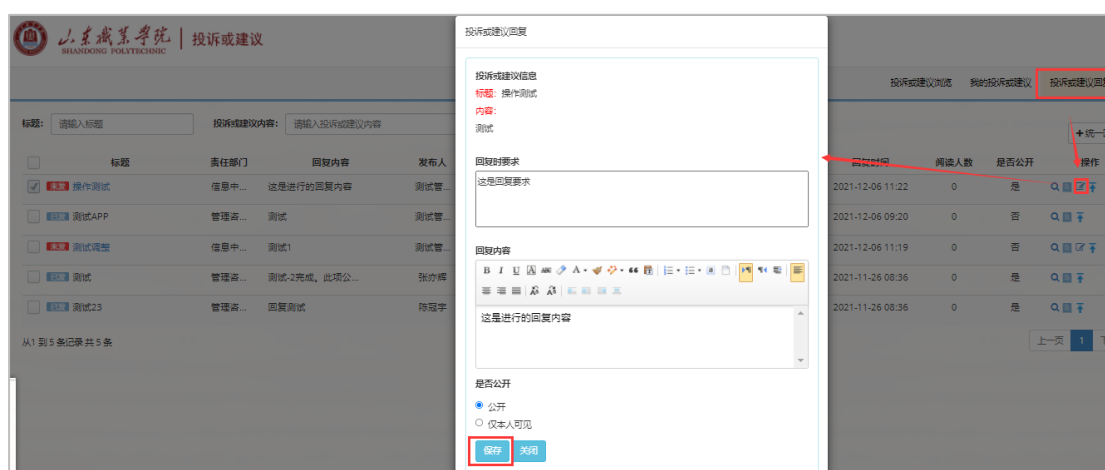 山东职业学院 | 投诉或建议
SHANDONG POLYTECHNIC
投诉或建议浏览 我的投诉或建议 投诉或建议回复
标题: 请输入标题 投诉或建议内容: 请输入投诉或建议内容
+统一
标题 责任部门 回复内容 发布人 回复时间 阅读人数 是否公开 操作
未发 操作测试 信息中... 这是进行的回复内容 测试管... 2021-12-06 11:22 0 是
已发 测试APP 管理咨... 测试 测试管... 2021-12-06 09:20 0 否
未发 测试调整 信息中... 测试1 测试管... 2021-12-06 11:19 0 否
已发 测试 管理咨... 测试-2完成。此项公... 张亦辉 2021-11-26 08:36 0 是
已发 测试23 管理咨... 回复测试 陈冠宇 2021-11-26 08:36 0 是
从1 到 5 条记录 共 5 条
上一页 1 下
投诉或建议回复
投诉或建议信息
标题: 操作测试
内容:
测试
回复时要求
这是回复要求
回复内容
这是进行的回复内容
是否公开
公开
仅本人可见
保存 关闭